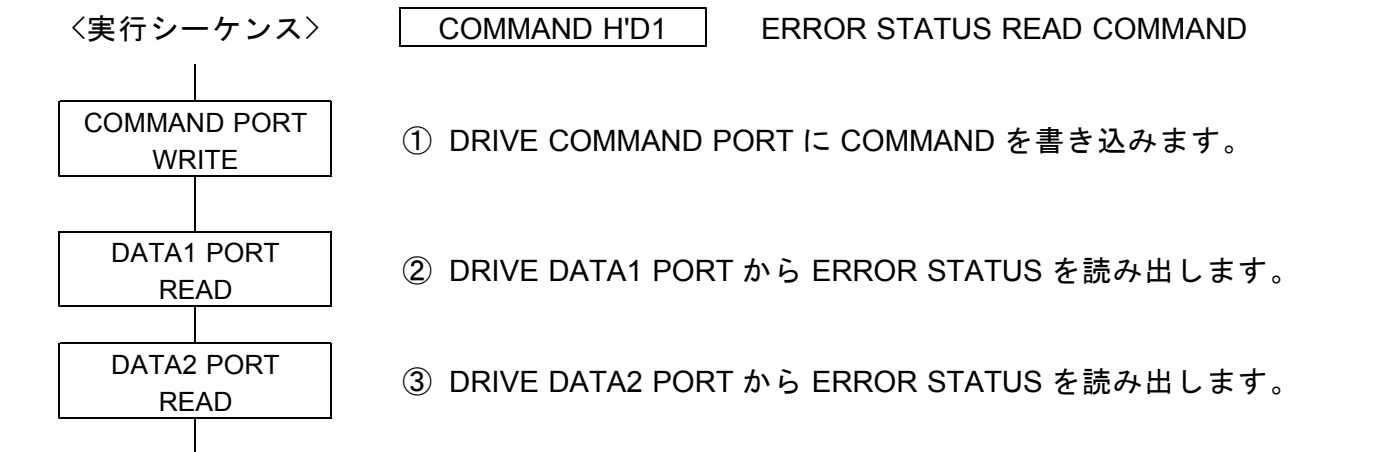 〈実行シーケンス〉 COMMAND H'D1 ERROR STATUS READ COMMAND
COMMAND PORT
WRITE
① DRIVE COMMAND PORT に COMMAND を書き込みます。
DATA1 PORT
READ
② DRIVE DATA1 PORT から ERROR STATUS を読み出します。
DATA2 PORT
READ
③ DRIVE DATA2 PORT から ERROR STATUS を読み出します。